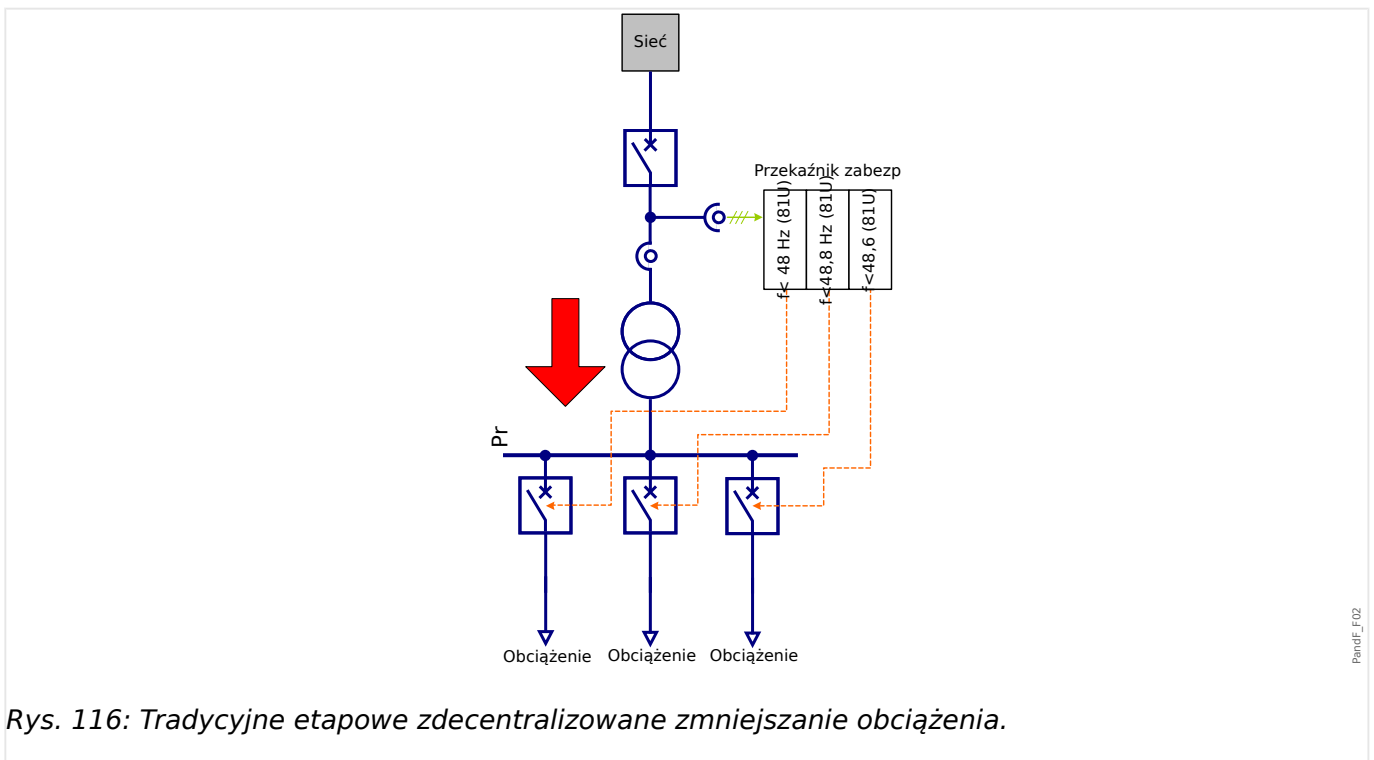 Sieć
Przekaźnik zabezp
f< 48 Hz (81U)
f<48,8 Hz (81U)
f<48,6 (81U)
Pr
Obciążenie
Obciążenie
Obciążenie
PandF_F02
Rys. 116: Tradycyjne etapowe zdecentralizowane zmniejszanie obciążenia.